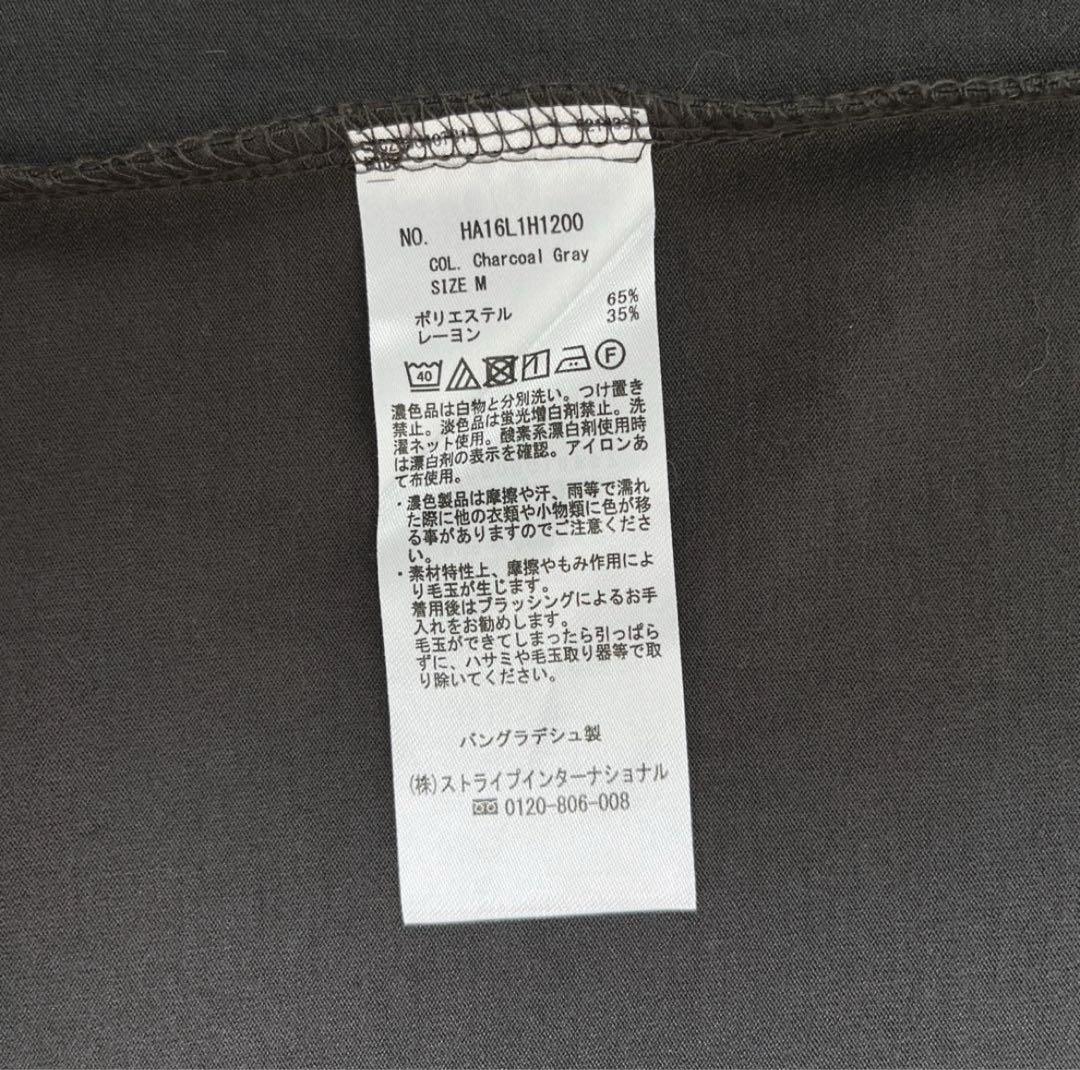 NO. HA16L1H1200
COL. Charcoal Gray
SIZE M
ポリエステル 65%
レーヨン 35%
40 F
濃色品は白物と分別洗い。つけ置き
禁止。淡色品は蛍光増白剤禁止。洗
濯ネット使用。酸素系漂白剤使用時
は漂白剤の表示を確認。アイロンあ
て布使用。
・濃色製品は摩擦や汗、雨等で濡れ
た際に他の衣類や小物類に色が移
る事がありますのでご注意くださ
い。
・素材特性上、摩擦やもみ作用によ
り毛玉が生じます。
着用後はブラッシングによるお手
入れをお勧めします。
毛玉ができてしまったら引っぱら
ずに、ハサミや毛玉取り器等で取
り除いてください。
バングラデシュ製
(株)ストライプインターナショナル
0120-806-008